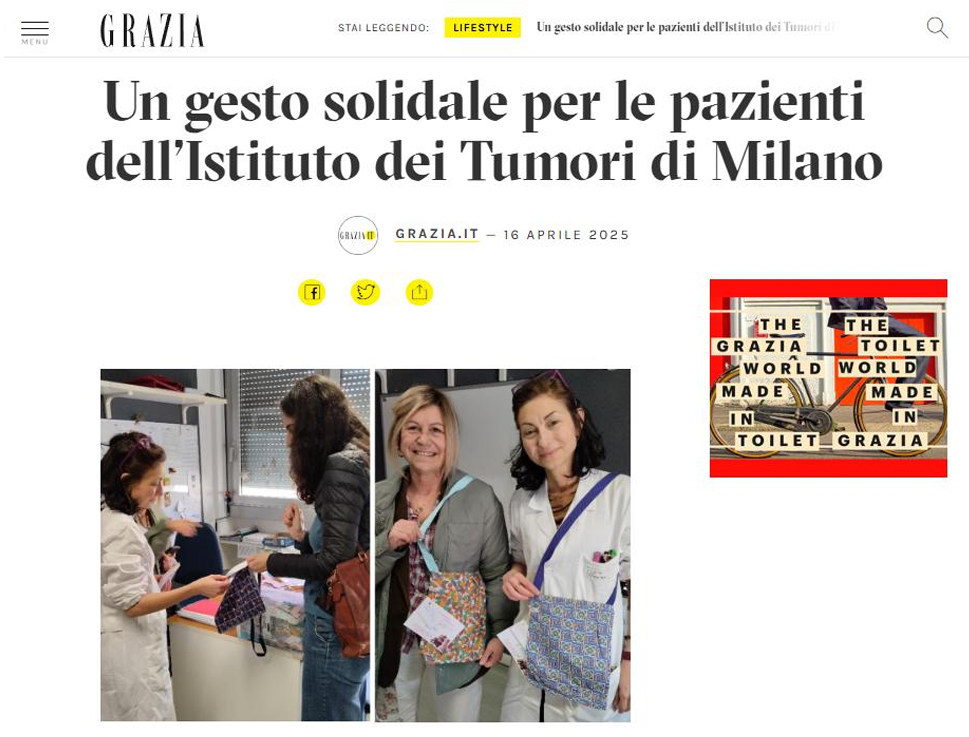 MENU
GRAZIA
STAI LEGGENDO:
LIFESTYLE
Un gesto solidale per le pazienti dell'Istituto dei Tumori di
Un gesto solidale per le pazienti
dell'Istituto dei Tumori di Milano
GRAZIA IT
GRAZIA.IT — 16 APRILE 2025
THE
GRAZIA
WORLD
MADE
IN
TOILET
THE
TOILET
WORLD
MADE
IN
GRAZIA